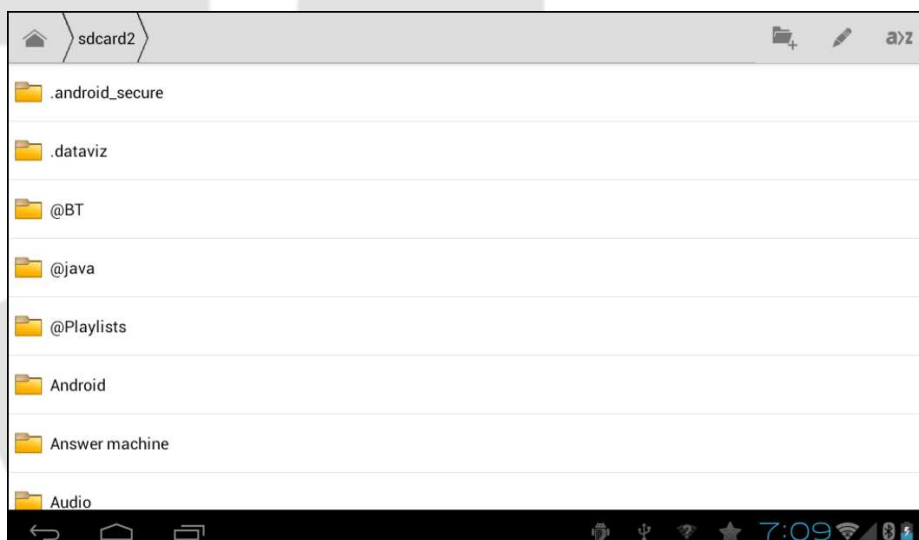 sdcard2
a>z
.android_secure
.dataviz
@BT
@java
@Playlists
Android
Answer machine
Audio
7:09